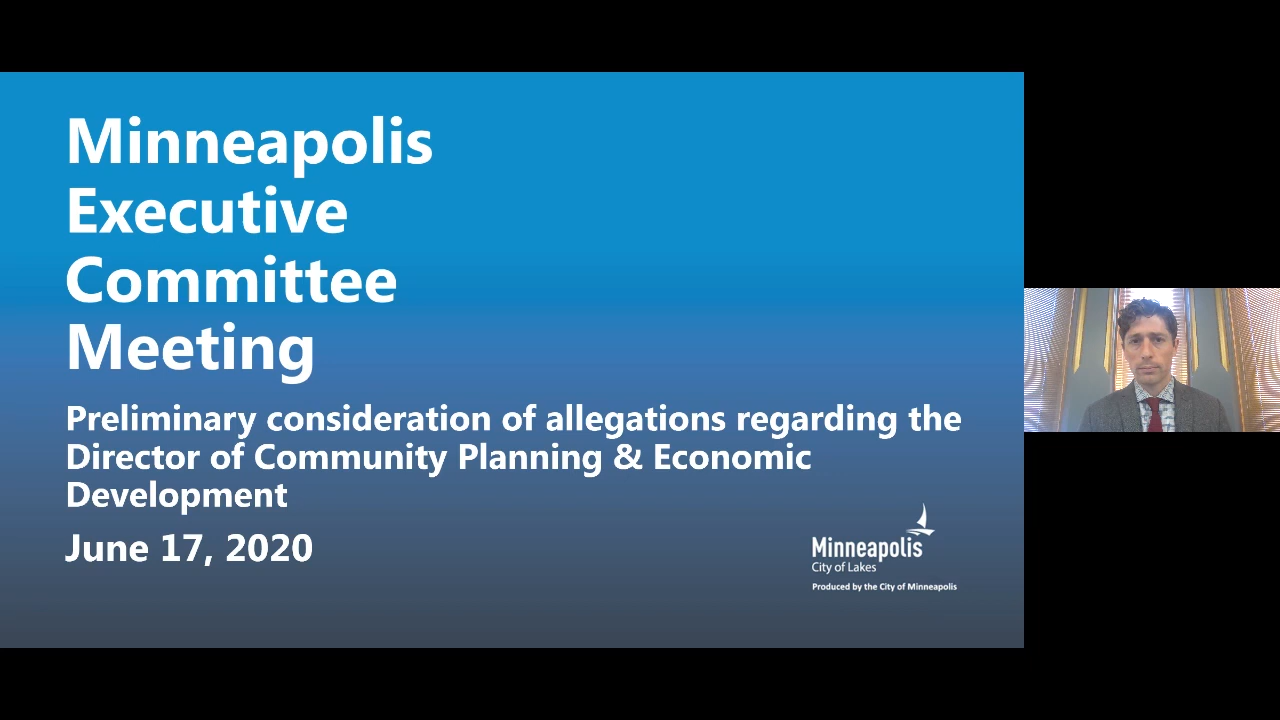 Minneapolis
Executive
Committee
Meeting
Preliminary consideration of allegations regarding the
Director of Community Planning & Economic
Development
June 17, 2020
Minneapolis
City of Lakes
Produced by the City of Minneapolis